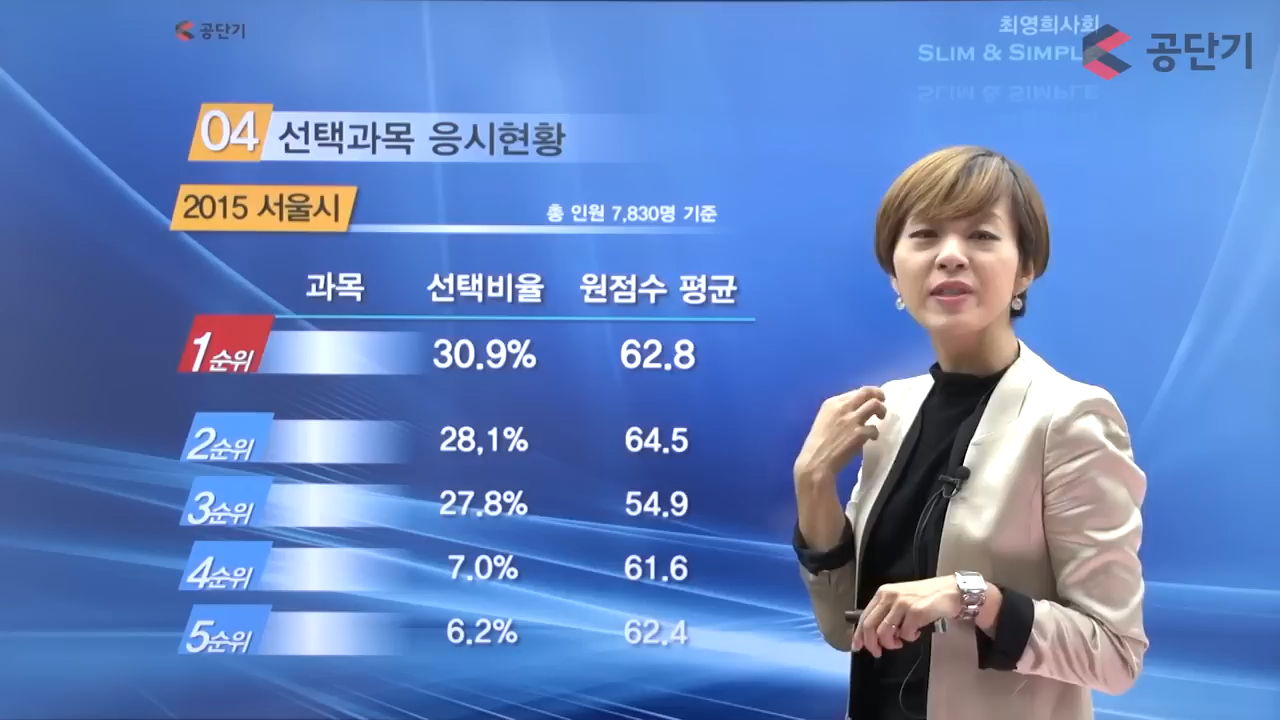 공단기
최영희사회
SLIM & SIMPLE
공단기
04 선택과목 응시현황
2015 서울시
총 인원 7,830명 기준
과목 선택비율 원점수 평균
1순위 30.9% 62.8
2순위 28.1% 64.5
3순위 27.8% 54.9
4순위 7.0% 61.6
5순위 6.2% 62.4